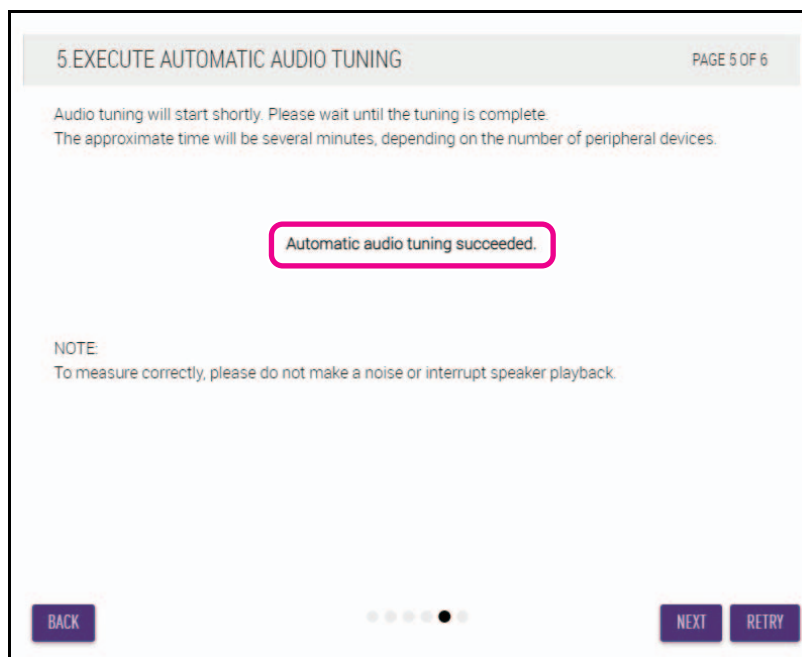 5.EXECUTE AUTOMATIC AUDIO TUNING PAGE 5 OF 6
Audio tuning will start shortly. Please wait until the tuning is complete.
The approximate time will be several minutes, depending on the number of peripheral devices.
Automatic audio tuning succeeded.
NOTE:
To measure correctly, please do not make a noise or interrupt speaker playback.
BACK NEXT RETRY